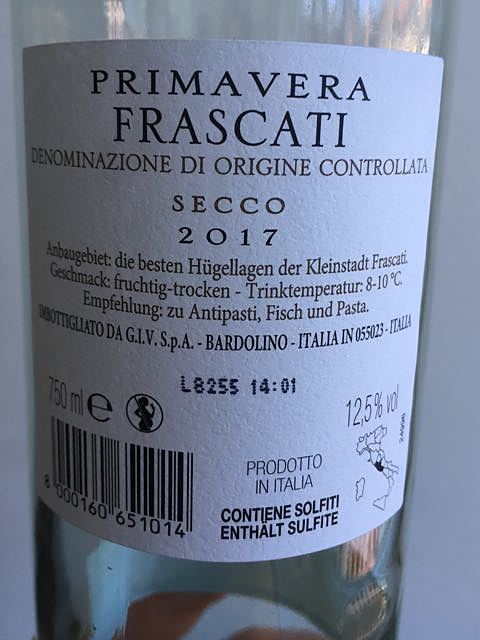 PRIMAVERA
FRASCATI
DENOMINAZIONE DI ORIGINE CONTROLLATA
SECCO
2017
Anbaugebiet: die besten Hügellagen der Kleinstadt Frascati.
Geschmack: fruchtig-trocken - Trinktemperatur: 8-10 °C.
Empfehlung: zu Antipasti, Fisch und Pasta.
IMBOTTIGLIATO DA G.I.V. S.p.A. - BARDOLINO - ITALIA IN 055023 - ITALIA
L8255 14:01
750 ml e
12,5% vol
PRODOTTO
IN ITALIA
CONTIENE SOLFITI
ENTHÄLT SULFITE
8 000160 651014